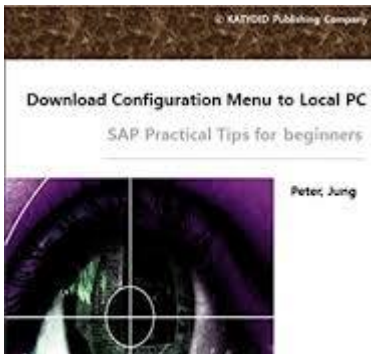 © KATYDID Publishing Company
Download Configuration Menu to Local PC
SAP Practical Tips for beginners
Peter, Jung